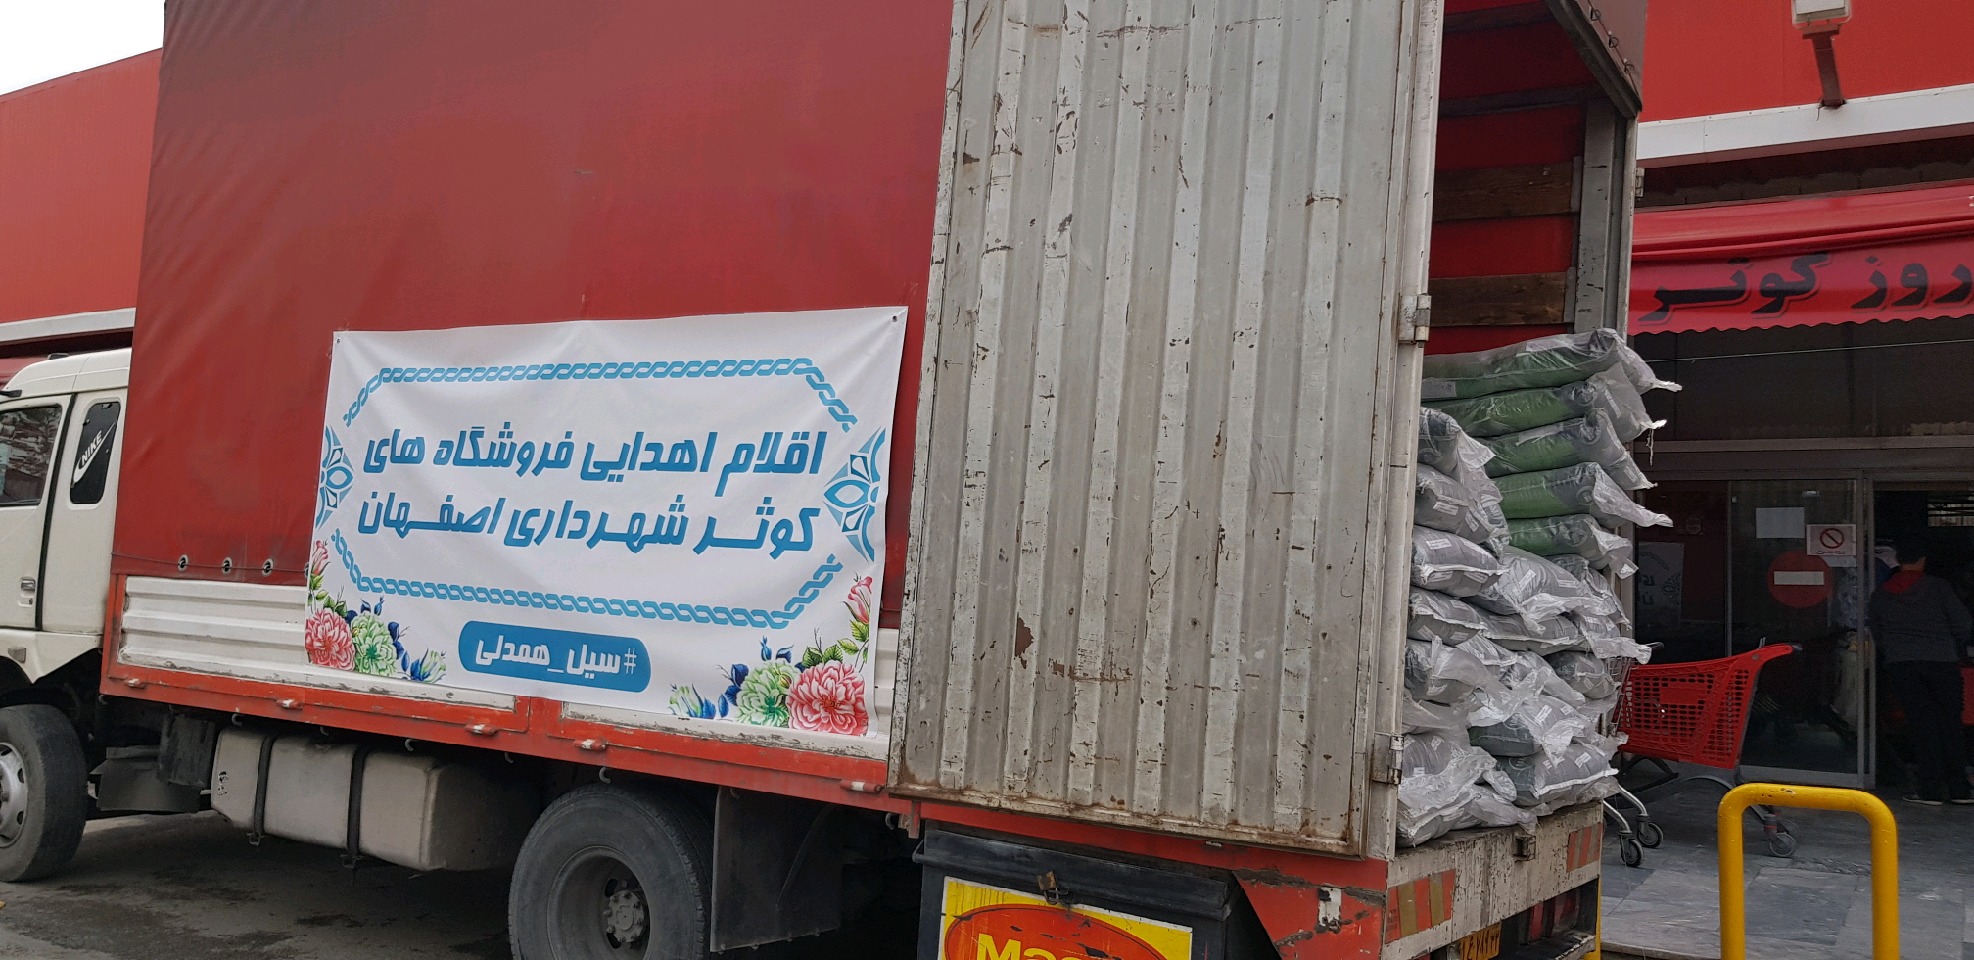 اقلام اهدایی فروشگاه های
کوثر شهرداری اصفهان
#سیل_همدلی
روز کوثر
NIKE